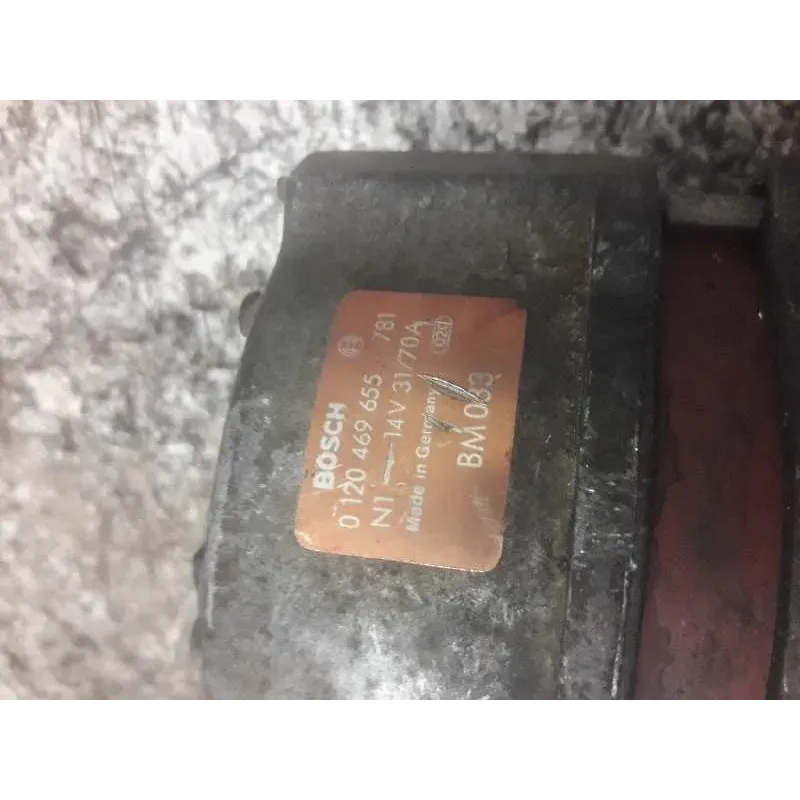 BOSCH
0 120 469 655 781
N1 14V 31/70A
Made in Germany
BM 033